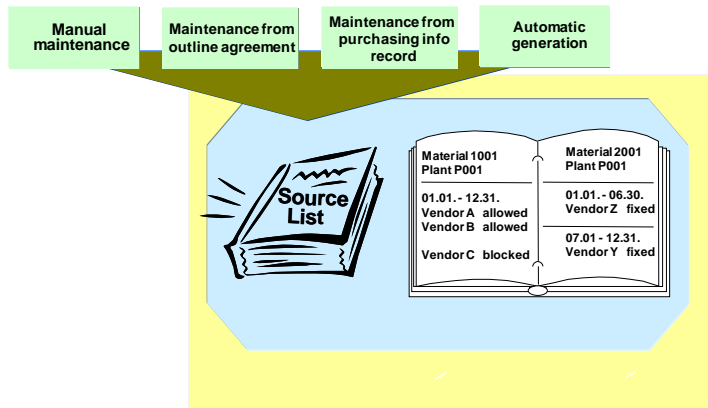 Manual
maintenance
Maintenance from
outline agreement
Maintenance from
purchasing info
record
Automatic
generation
Source
List
Material 1001
Plant P001
01.01. - 12.31.
Vendor A allowed
Vendor B allowed
Vendor C blocked
Material 2001
Plant P001
01.01. - 06.30.
Vendor Z fixed
07.01 - 12.31.
Vendor Y fixed